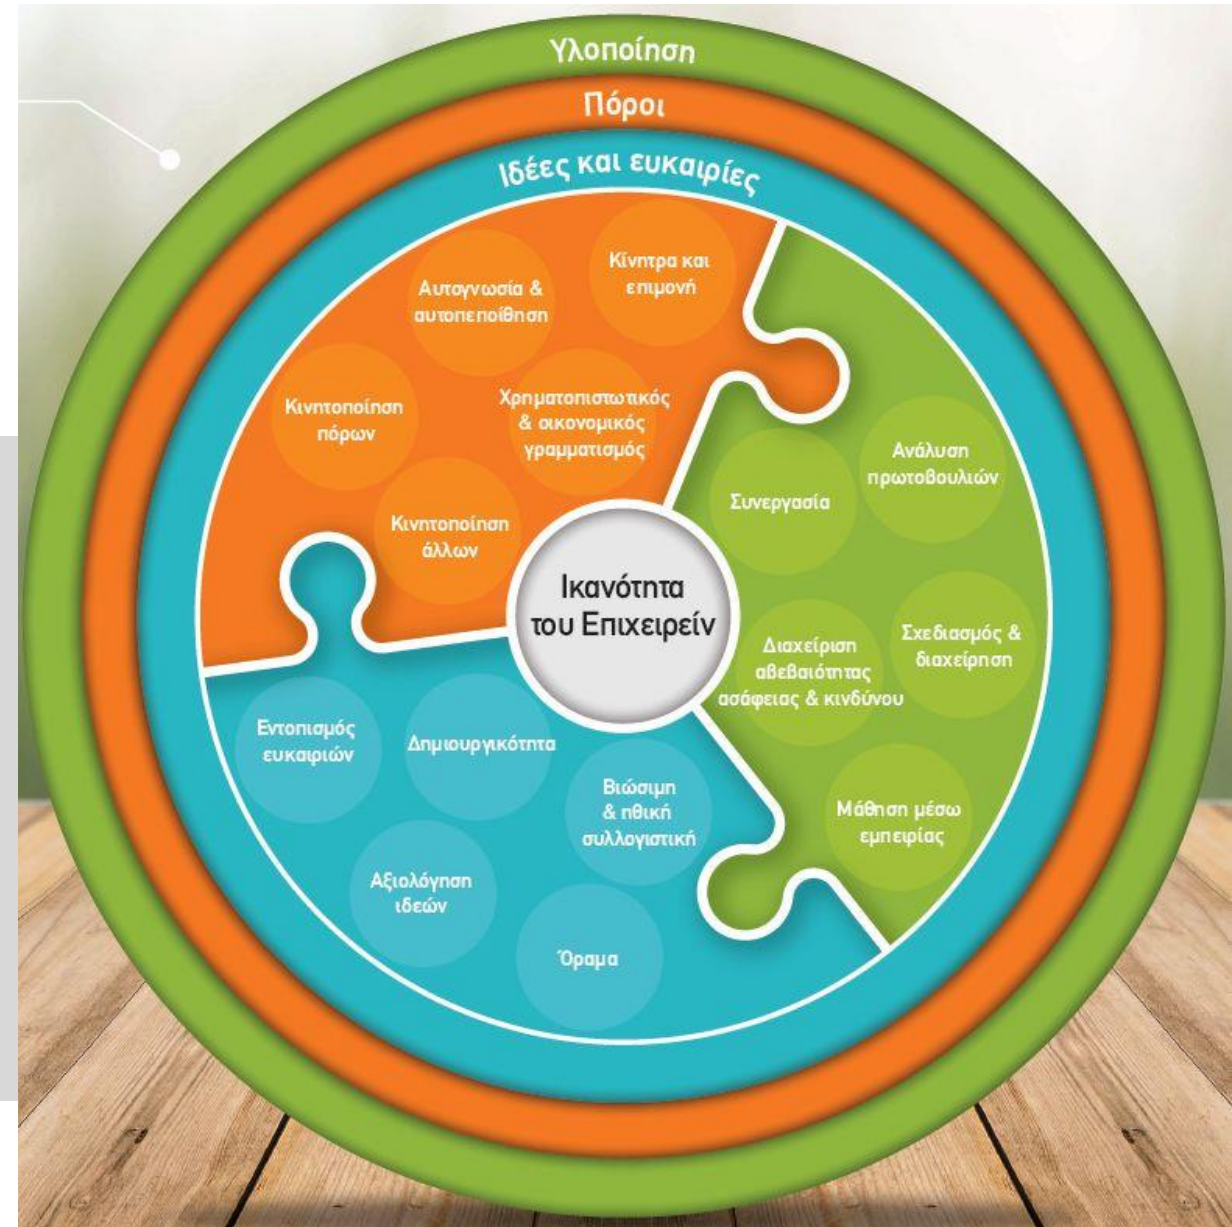 Υλοποίηση
Πόροι
Ιδέες και ευκαιρίες
Κίνητρα και
επιμονή
Αυτογνωσία &
αυτοπεποίθηση
Κινητοποίηση
πόρων
Χρηματοπιστωτικός
& οικονομικός
γραμματισμός
Κινητοποίηση
άλλων
Ανάλυση
πρωτοβουλιών
Συνεργασία
Σχεδιασμός &
διαχείρηση
Διαχείριση
αβεβαιότητας
ασάφειας & κινδύνου
Μάθηση μέσω
εμπειρίας
Ικανότητα
του Επιχειρείν
Εντοπισμός
ευκαιριών
Δημιουργικότητα
Βιώσιμη
& ηθική
συλλογιστική
Αξιολόγηση
ιδεών
Όραμα